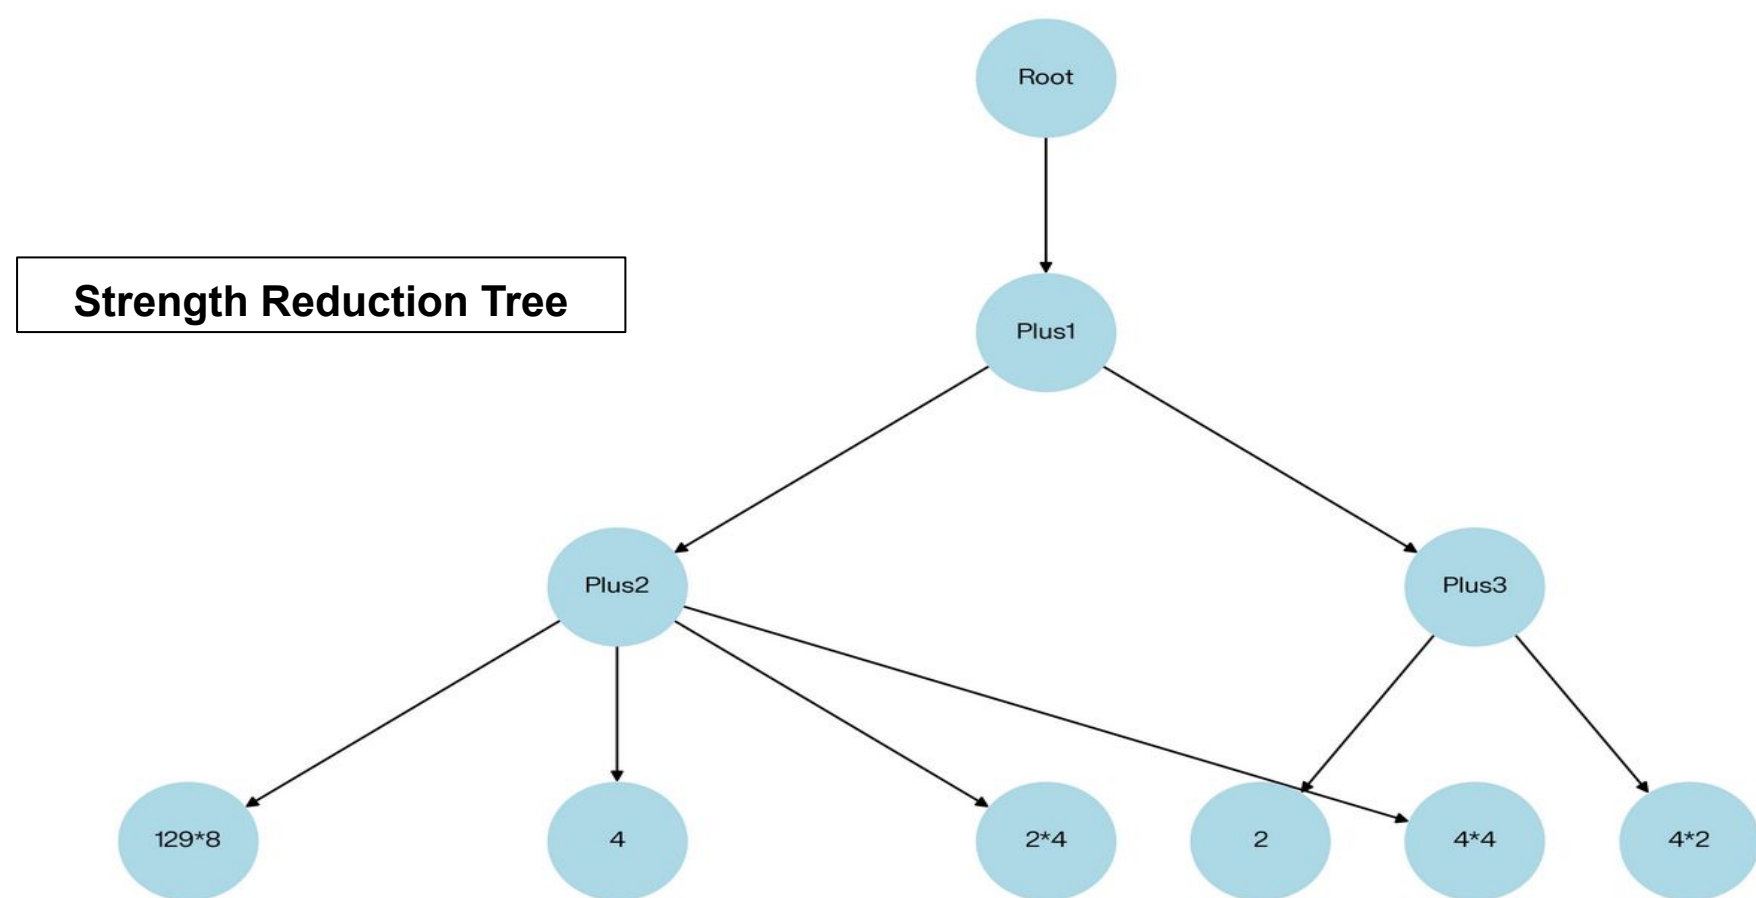 Root
Strength Reduction Tree
Plus1
Plus2
Plus3
129*8
4
2*4
2
4*4
4*2